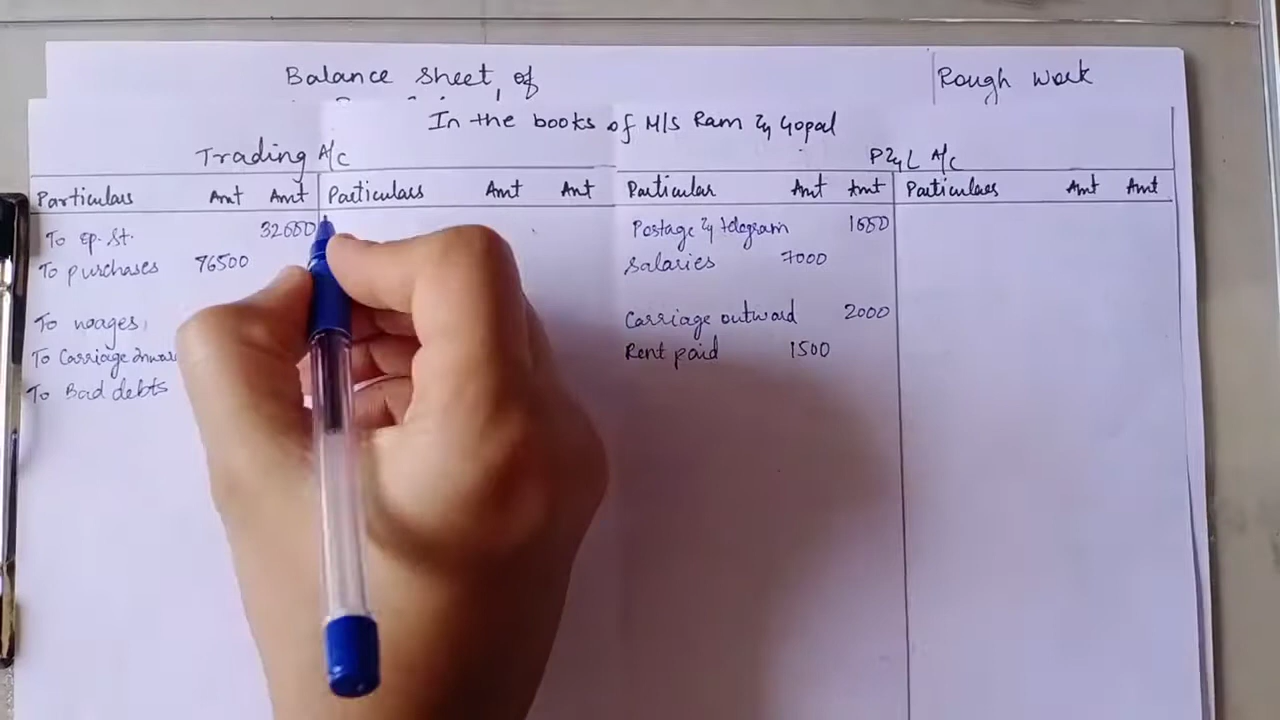 Balance Sheet of
Rough Work
In the books of M/s Ram & Gopal
Trading A/c
P & L A/c
Particulars Amt Amt Particulars Amt Amt Particular Amt Amt Particulars Amt Amt
To op. st. 32680 Postage & telegram 1680
To purchases 76500 Salaries 7000
To wages, Carriage outward 2000
To Carriage Rent paid 1500
To Bad debts